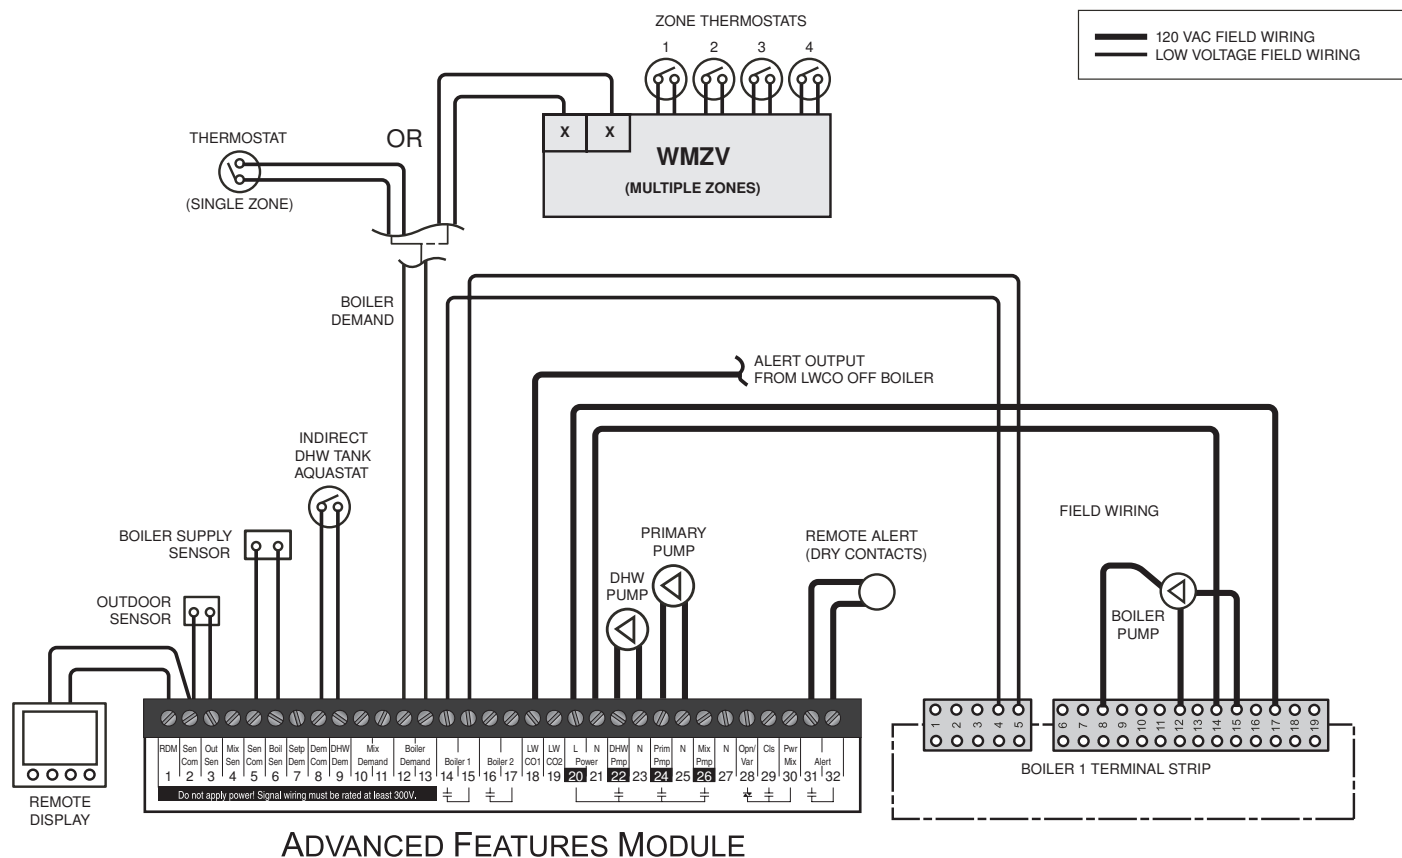 ZONE THERMOSTATS
1 2 3 4
120 VAC FIELD WIRING
LOW VOLTAGE FIELD WIRING
THERMOSTAT
(SINGLE ZONE)
OR
X X
WMZV
(MULTIPLE ZONES)
BOILER
DEMAND
ALERT OUTPUT
FROM LWCO OFF BOILER
INDIRECT
DHW TANK
AQUASTAT
BOILER SUPPLY
SENSOR
OUTDOOR
SENSOR
PRIMARY
PUMP
DHW
PUMP
REMOTE ALERT
(DRY CONTACTS)
FIELD WIRING
BOILER
PUMP
REMOTE
DISPLAY
RDM Sen Out Mix Sen Boil Setp Dem DHW Mix Boiler Boiler 1 Boiler 2 LW LW L N DHW N Prim N Mix N Opn/ Cls Pwr Alert
Com Sen Sen Com Sen Dem Com Dem Demand Demand CO1 CO2 Power Pmp Pmp Pmp Var Mix
1 2 3 4 5 6 7 8 9 10 11 12 13 14 15 16 17 18 19 20 21 22 23 24 25 26 27 28 29 30 31 32
Do not apply power! Signal wiring must be rated at least 300V.
1 2 3 4 5
6 7 8 9 10 11 12 13 14 15 16 17 18 19
BOILER 1 TERMINAL STRIP
ADVANCED FEATURES MODULE